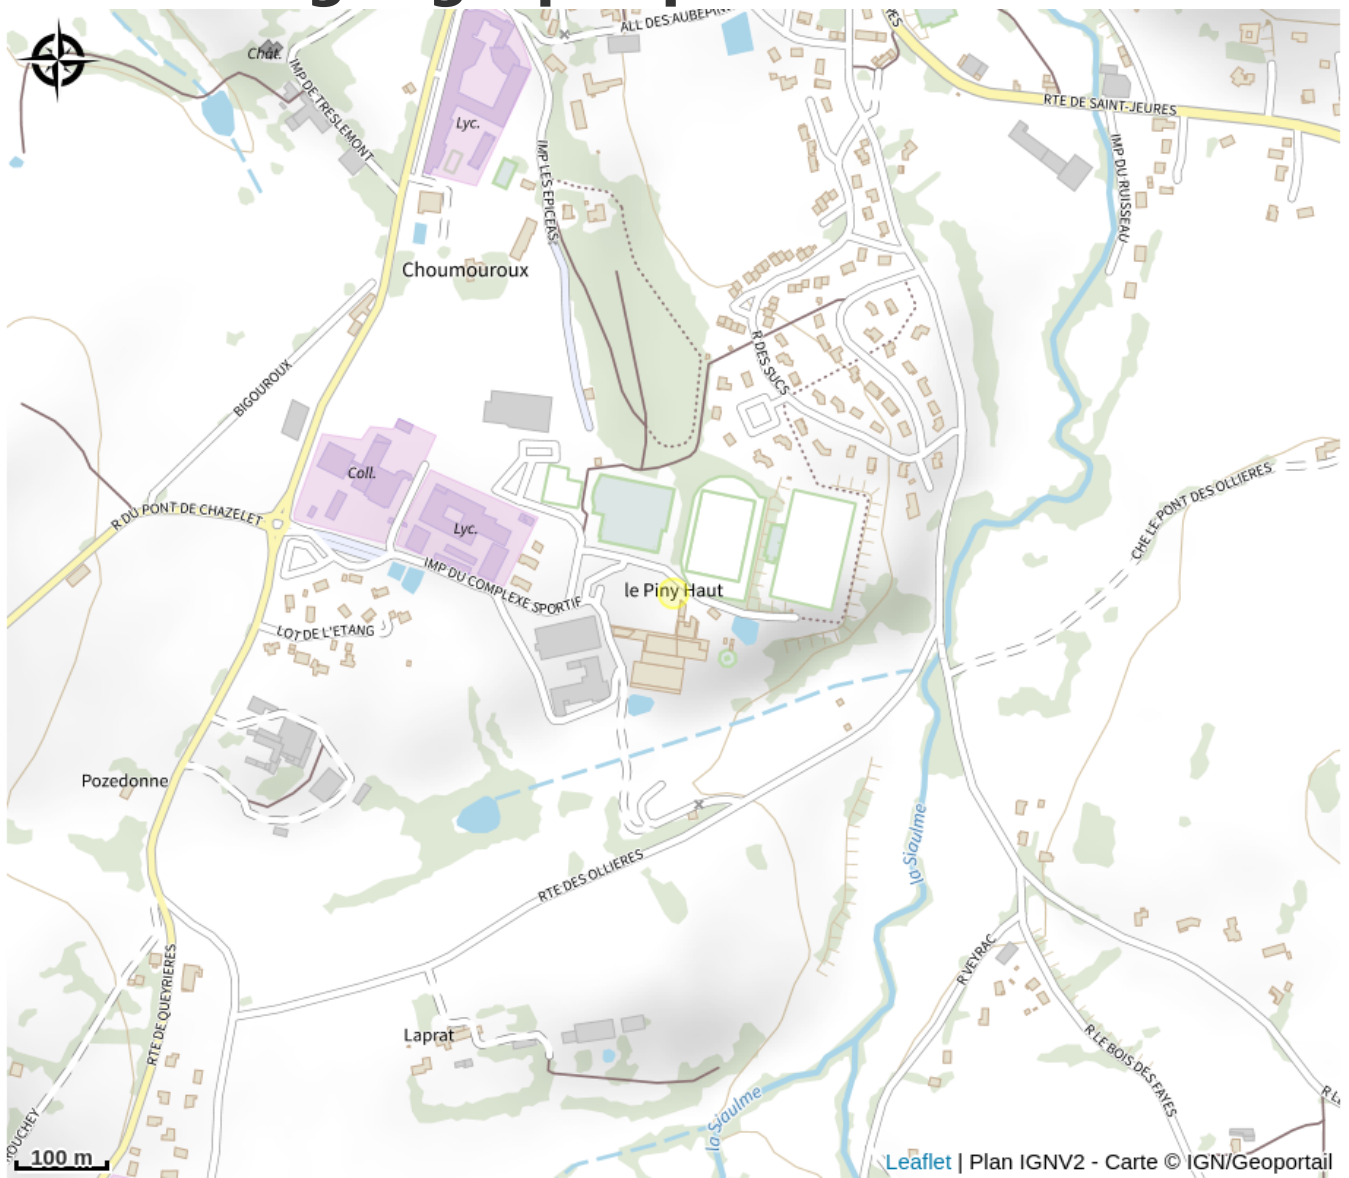 ALL DES AUBEPIN
Chât.
IMP DE TRESLEMONT
Lyc.
RTE DE SAINT-JEURES
IMP LES EPICEAS
IMP DU RUISSEAU
Choumouroux
R DES SUCS
BIGOUROUX
Coll.
CHE LE PONT DES OLLIERES
R DU PONT DE CHAZELET
Lyc.
IMP DU COMPLEXE SPORTIF
le Piny Haut
LOT DE L'ETANG
Pozedonne
la Siaulme
RTE DES OLLIERES
R VEYRAC
RTE DE QUEYRIERES
Laprat
R LE BOIS DES FAYES
la Siaulme
OUCHEY
100 m
Leaflet | Plan IGNV2 - Carte © IGN/Geoportail